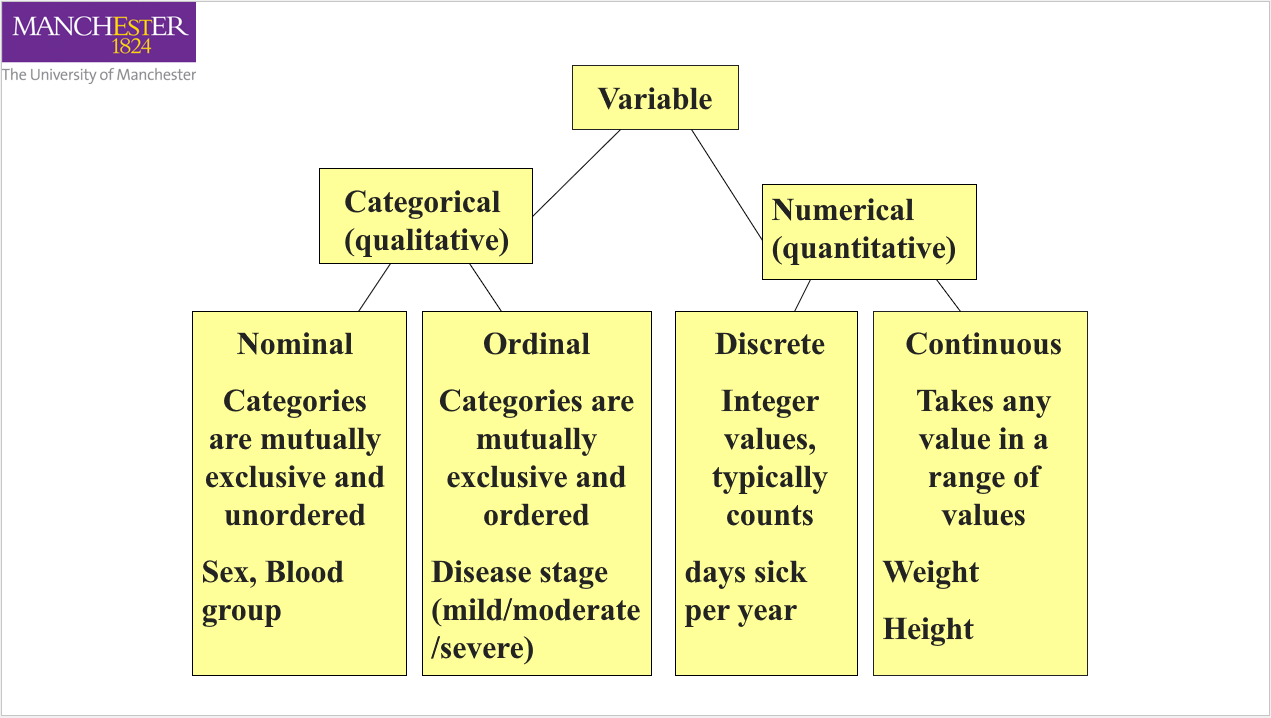 MANCHESTER
1824
The University of Manchester
Variable
Categorical
(qualitative)
Numerical
(quantitative)
Nominal
Categories
are mutually
exclusive and
unordered
Sex, Blood
group
Ordinal
Categories are
mutually
exclusive and
ordered
Disease stage
(mild/moderate
/severe)
Discrete
Integer
values,
typically
counts
days sick
per year
Continuous
Takes any
value in a
range of
values
Weight
Height